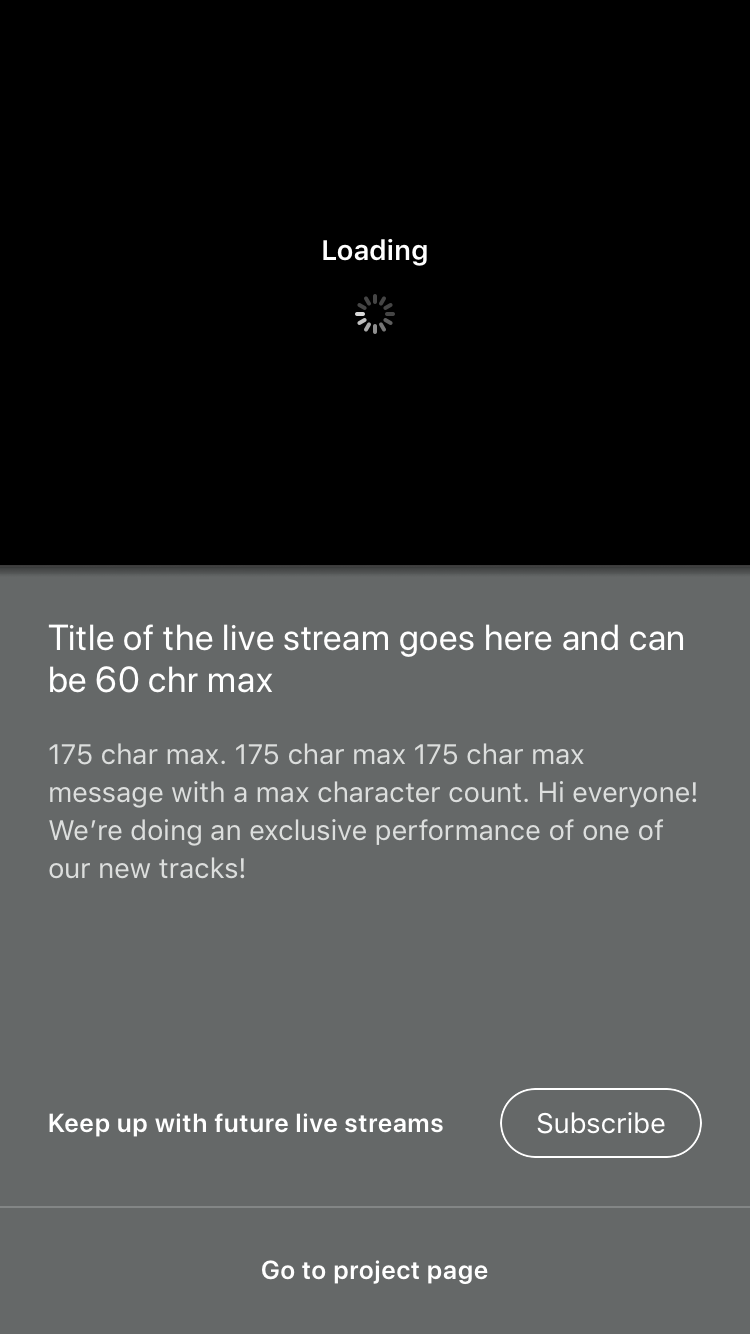 Loading
Title of the live stream goes here and can
be 60 chr max
175 char max. 175 char max 175 char max
message with a max character count. Hi everyone!
We’re doing an exclusive performance of one of
our new tracks!
Keep up with future live streams
Subscribe
Go to project page